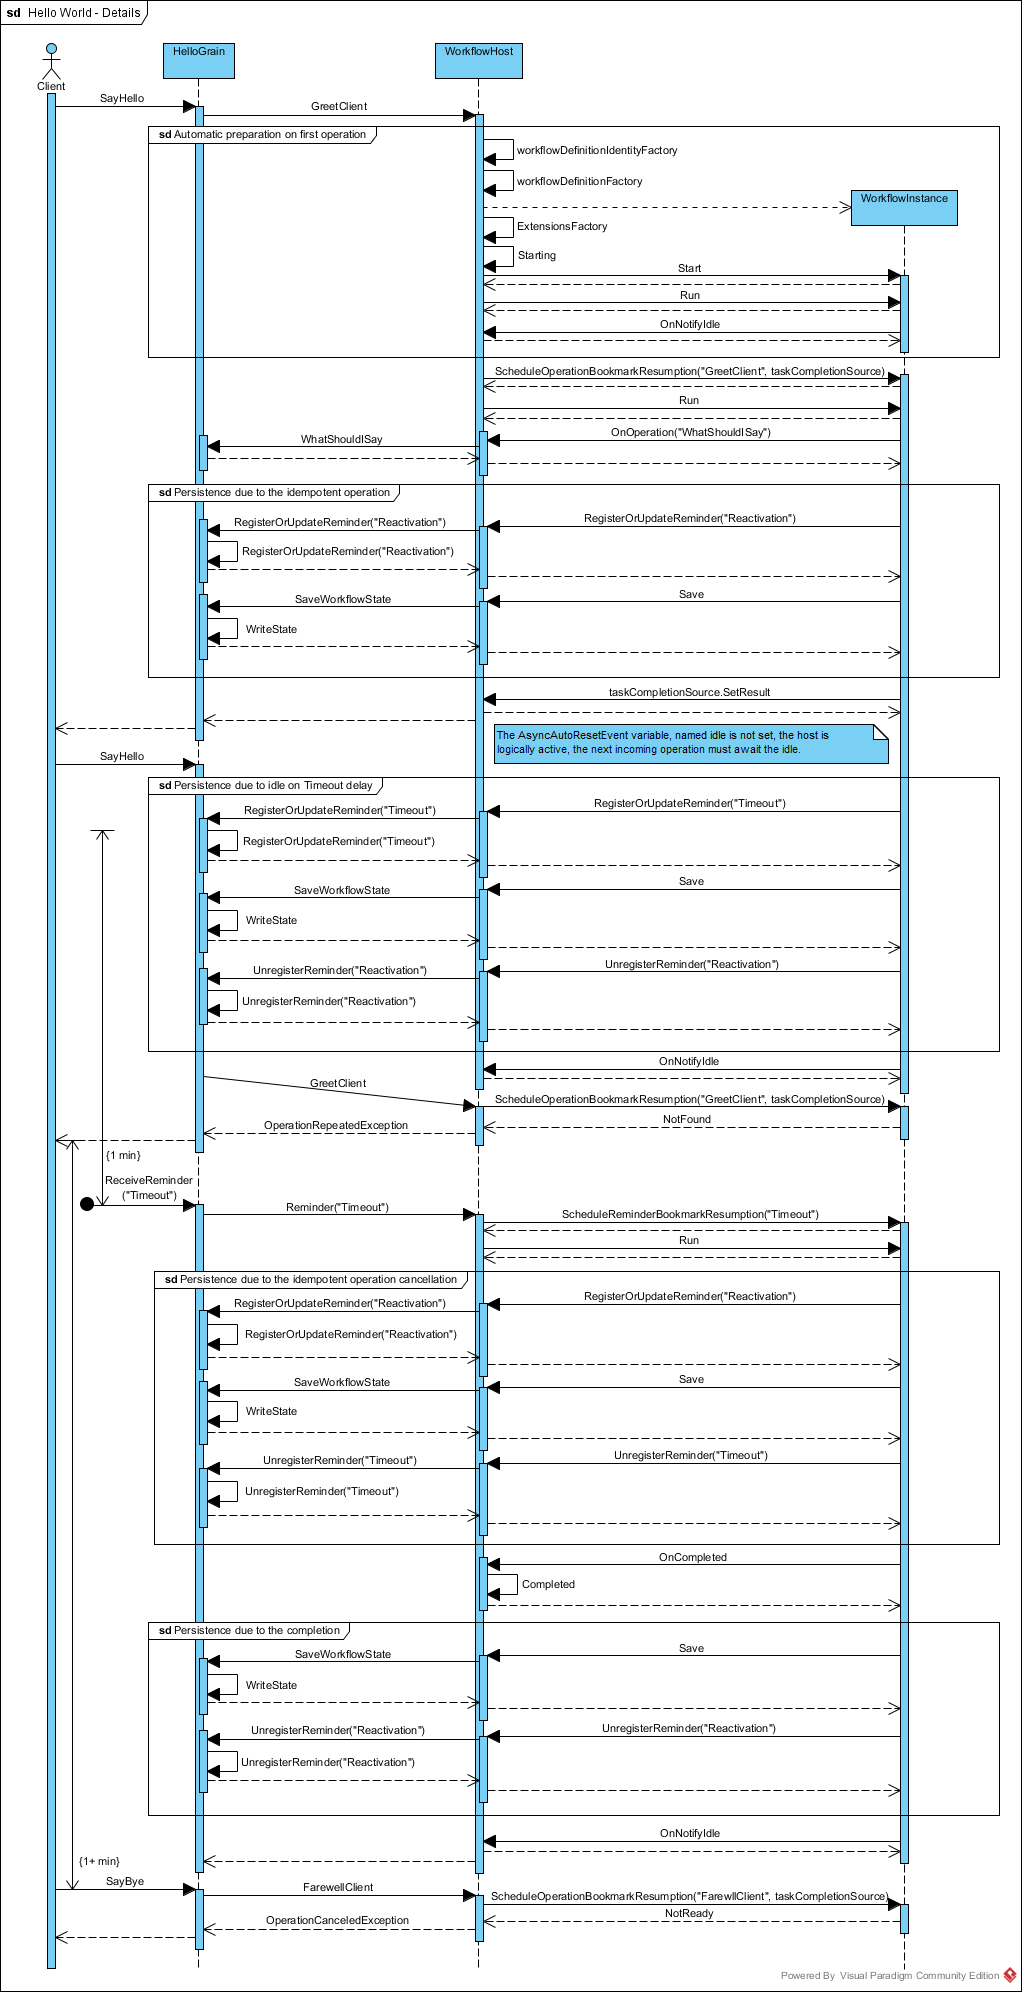 sd Hello World - Details
HelloGrain
WorkflowHost
Client
SayHello
GreetClient
sd Automatic preparation on first operation
workflowDefinitionIdentityFactory
workflowDefinitionFactory
WorkflowInstance
ExtensionsFactory
Starting
Start
Run
OnNotifyIdle
ScheduleOperationBookmarkResumption("GreetClient", taskCompletionSource)
Run
OnOperation("WhatShouldISay")
WhatShouldISay
sd Persistence due to the idempotent operation
RegisterOrUpdateReminder("Reactivation")
RegisterOrUpdateReminder("Reactivation")
RegisterOrUpdateReminder("Reactivation")
Save
SaveWorkflowState
WriteState
taskCompletionSource.SetResult
The AsyncAutoResetEvent variable, named idle is not set, the host is
logically active, the next incoming operation must await the idle.
SayHello
sd Persistence due to idle on Timeout delay
RegisterOrUpdateReminder("Timeout")
RegisterOrUpdateReminder("Timeout")
RegisterOrUpdateReminder("Timeout")
Save
SaveWorkflowState
WriteState
UnregisterReminder("Reactivation")
UnregisterReminder("Reactivation")
UnregisterReminder("Reactivation")
OnNotifyIdle
GreetClient
ScheduleOperationBookmarkResumption("GreetClient", taskCompletionSource)
NotFound
OperationRepeatedException
{1 min}
ReceiveReminder
("Timeout")
Reminder("Timeout")
ScheduleReminderBookmarkResumption("Timeout")
Run
sd Persistence due to the idempotent operation cancellation
RegisterOrUpdateReminder("Reactivation")
RegisterOrUpdateReminder("Reactivation")
RegisterOrUpdateReminder("Reactivation")
Save
SaveWorkflowState
WriteState
UnregisterReminder("Timeout")
UnregisterReminder("Timeout")
UnregisterReminder("Timeout")
OnCompleted
Completed
sd Persistence due to the completion
Save
SaveWorkflowState
WriteState
UnregisterReminder("Reactivation")
UnregisterReminder("Reactivation")
UnregisterReminder("Reactivation")
OnNotifyIdle
{1+ min}
SayBye
FarewellClient
ScheduleOperationBookmarkResumption("FarewllClient", taskCompletionSource)
NotReady
OperationCanceledException
Powered By Visual Paradigm Community Edition